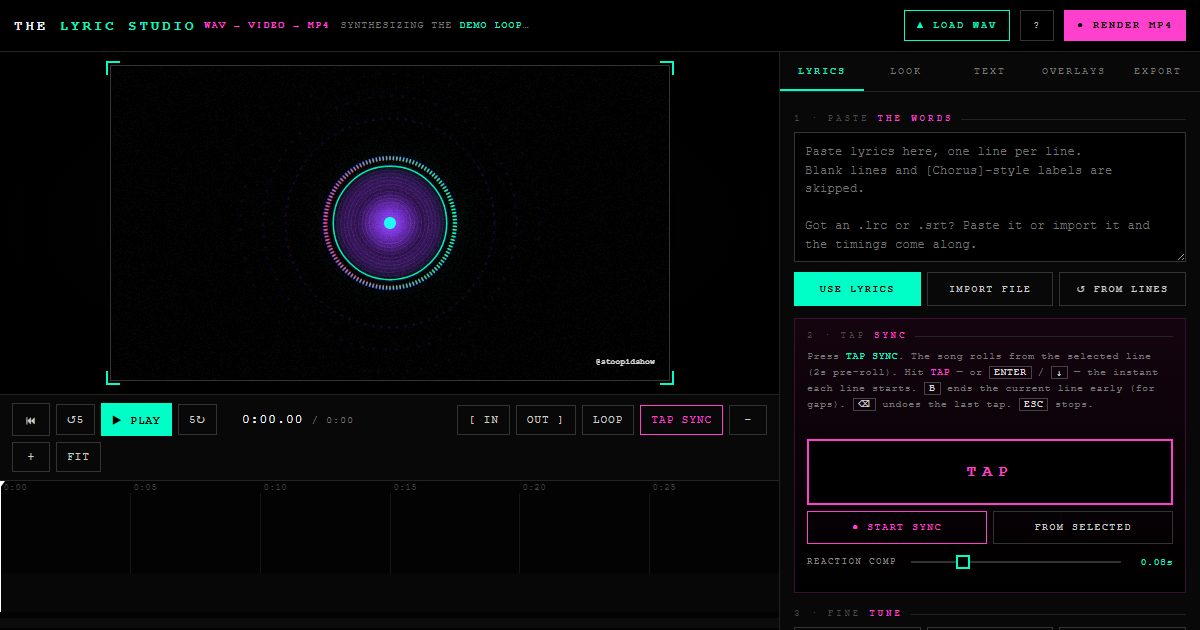 THE LYRIC STUDIO WAV → VIDEO → MP4 SYNTHESIZING THE DEMO LOOP…
▲ LOAD WAV
?
● RENDER MP4
@stoopidshow
⏮ ↺5 ▶ PLAY 5↻ 0:00.00 / 0:00 [ IN OUT ] LOOP TAP SYNC −
+ FIT
0:00 0:05 0:10 0:15 0:20 0:25
LYRICS LOOK TEXT OVERLAYS EXPORT
1 · PASTE THE WORDS
Paste lyrics here, one line per line.
Blank lines and [Chorus]-style labels are
skipped.
Got an .lrc or .srt? Paste it or import it and
the timings come along.
USE LYRICS IMPORT FILE ↺ FROM LINES
2 · TAP SYNC
Press TAP SYNC. The song rolls from the selected line
(2s pre-roll). Hit TAP — or ENTER / ↓ — the instant
each line starts. B ends the current line early (for
gaps). ⌫ undoes the last tap. ESC stops.
TAP
● START SYNC FROM SELECTED
REACTION COMP 0.08s
3 · FINE TUNE